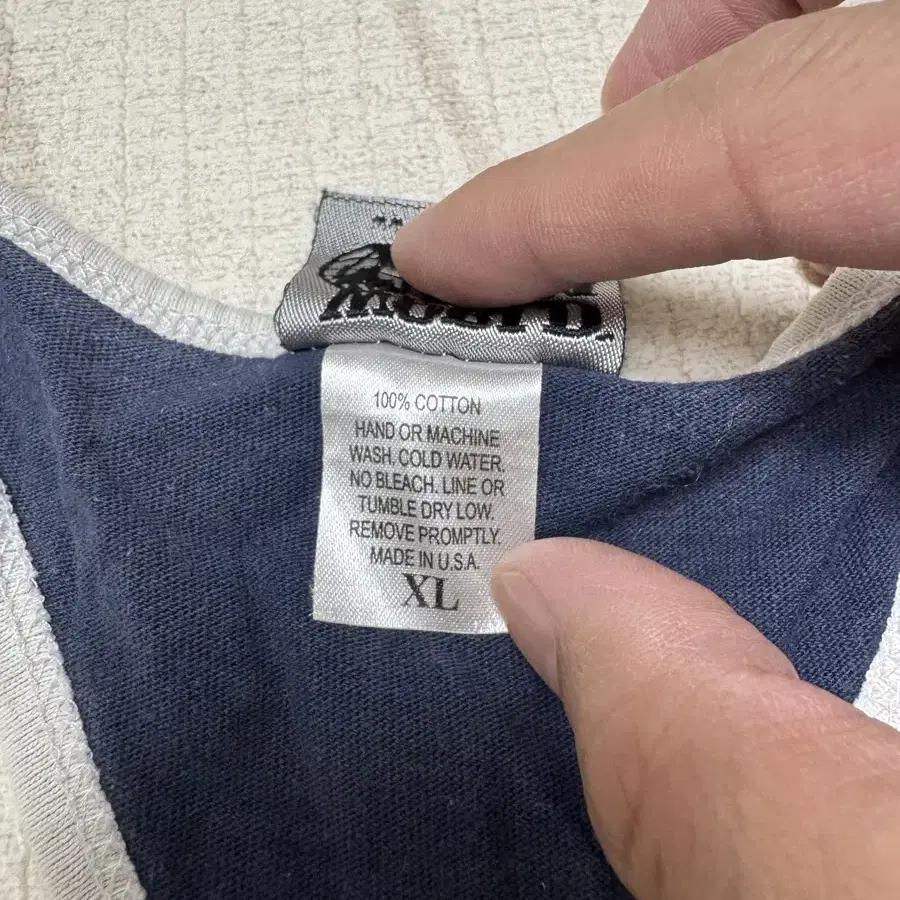 100% COTTON
HAND OR MACHINE
WASH. COLD WATER.
NO BLEACH. LINE OR
TUMBLE DRY LOW.
REMOVE PROMPTLY.
MADE IN U.S.A.
XL